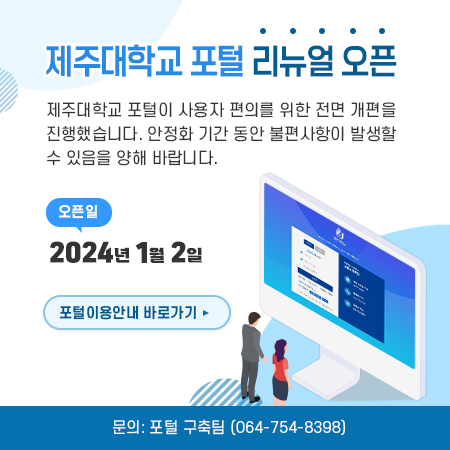 제주대학교 포털 리뉴얼 오픈
제주대학교 포털이 사용자 편의를 위한 전면 개편을
진행했습니다. 안정화 기간 동안 불편사항이 발생할
수 있음을 양해 바랍니다.
오픈일
2024년 1월 2일
포털이용안내 바로가기 ▶
문의: 포털 구축팀 (064-754-8398)